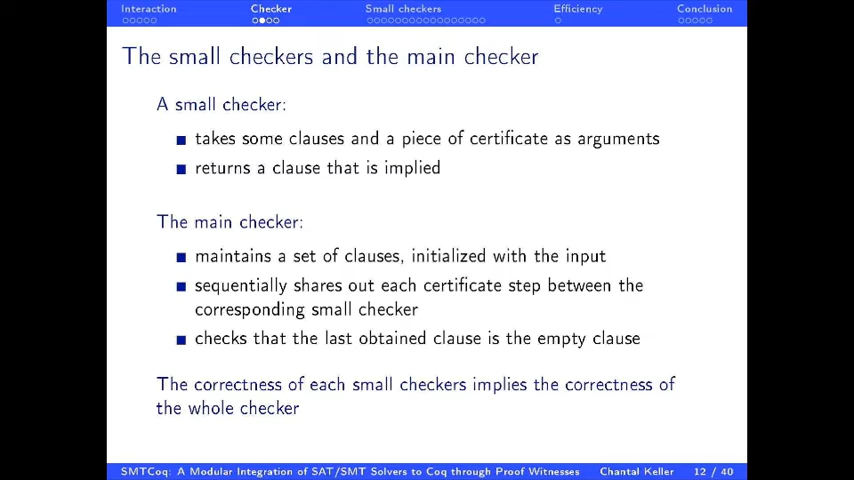 Interaction Checker Small checkers Efficiency Conclusion
The small checkers and the main checker
A small checker:
takes some clauses and a piece of certificate as arguments
returns a clause that is implied
The main checker:
maintains a set of clauses, initialized with the input
sequentially shares out each certificate step between the
corresponding small checker
checks that the last obtained clause is the empty clause
The correctness of each small checkers implies the correctness of
the whole checker
SMTCoq: A Modular Integration of SAT/SMT Solvers to Coq through Proof Witnesses Chantal Keller 12 / 40